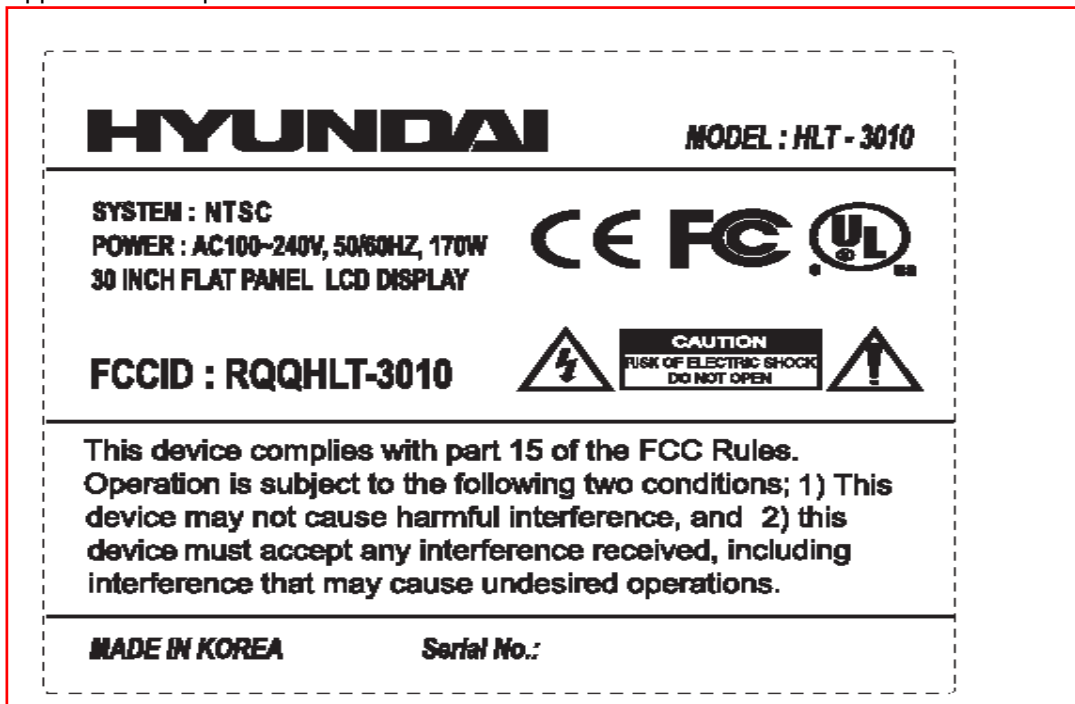 HYUNDAI MODEL : HLT - 3010
SYSTEM : NTSC
POWER : AC100~240V, 50/60HZ, 170W
30 INCH FLAT PANEL LCD DISPLAY
CE FC UL
FCCID : RQQHLT-3010
CAUTION
RISK OF ELECTRIC SHOCK
DO NOT OPEN
This device complies with part 15 of the FCC Rules.
Operation is subject to the following two conditions; 1) This
device may not cause harmful interference, and 2) this
device must accept any interference received, including
interference that may cause undesired operations.
MADE IN KOREA Serial No.: